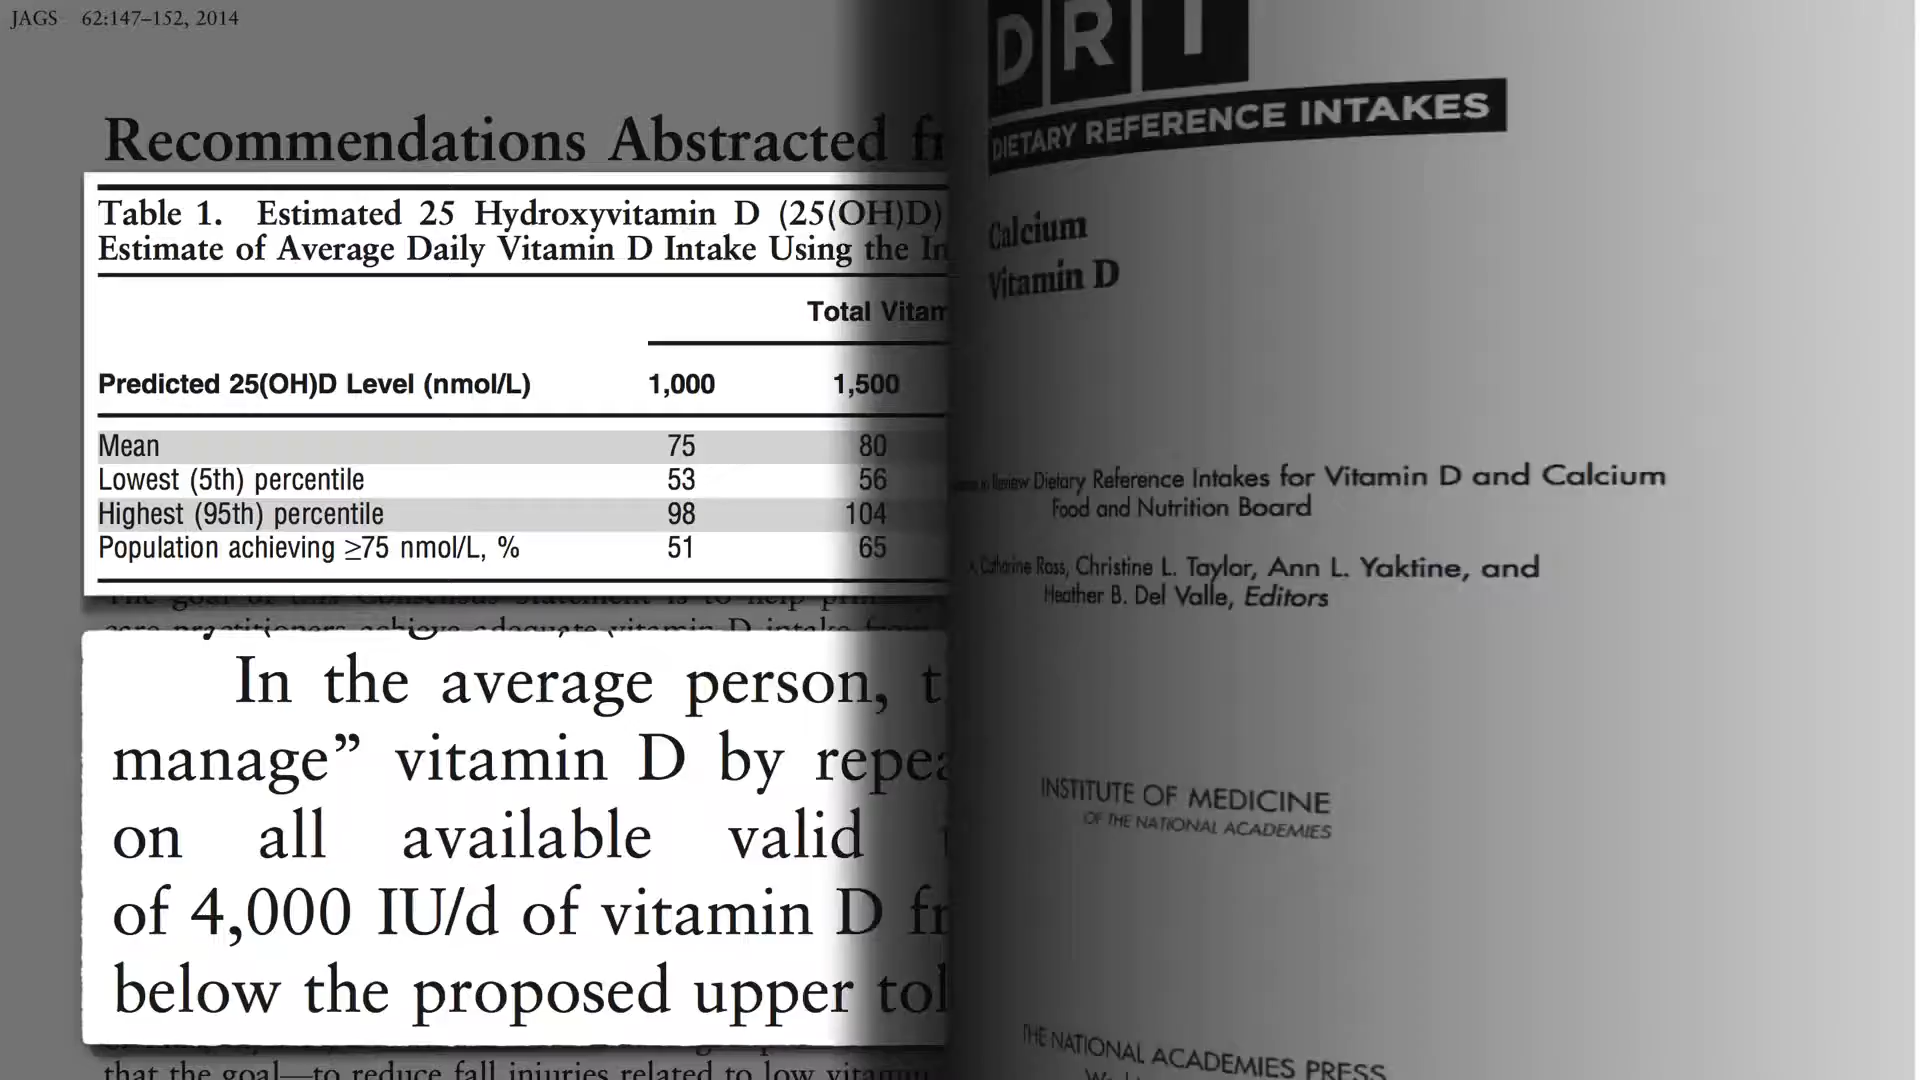 JAGS 62:147–152, 2014
Recommendations Abstracted
Table 1. Estimated 25 Hydroxyvitamin D (25(OH)D)
Estimate of Average Daily Vitamin D Intake Using the
Total
Predicted 25(OH)D Level (nmol/L) 1,000 1,500
Mean 75 80
Lowest (5th) percentile 53 56
Highest (95th) percentile 98 104
Population achieving ≥75 nmol/L, % 51 65
In the average person,
manage” vitamin D by
on all available valid
of 4,000 IU/d of vitamin D
below the proposed upper
that the goal—to reduce fall injuries related to low vitamin
DRI
DIETARY REFERENCE INTAKES
Calcium
Vitamin D
Review Dietary Reference Intakes for Vitamin D and Calcium
Food and Nutrition Board
A. Catharine Ross, Christine L. Taylor, Ann L. Yaktine, and
Heather B. Del Valle, Editors
INSTITUTE OF MEDICINE
OF THE NATIONAL ACADEMIES
THE NATIONAL ACADEMIES PRESS